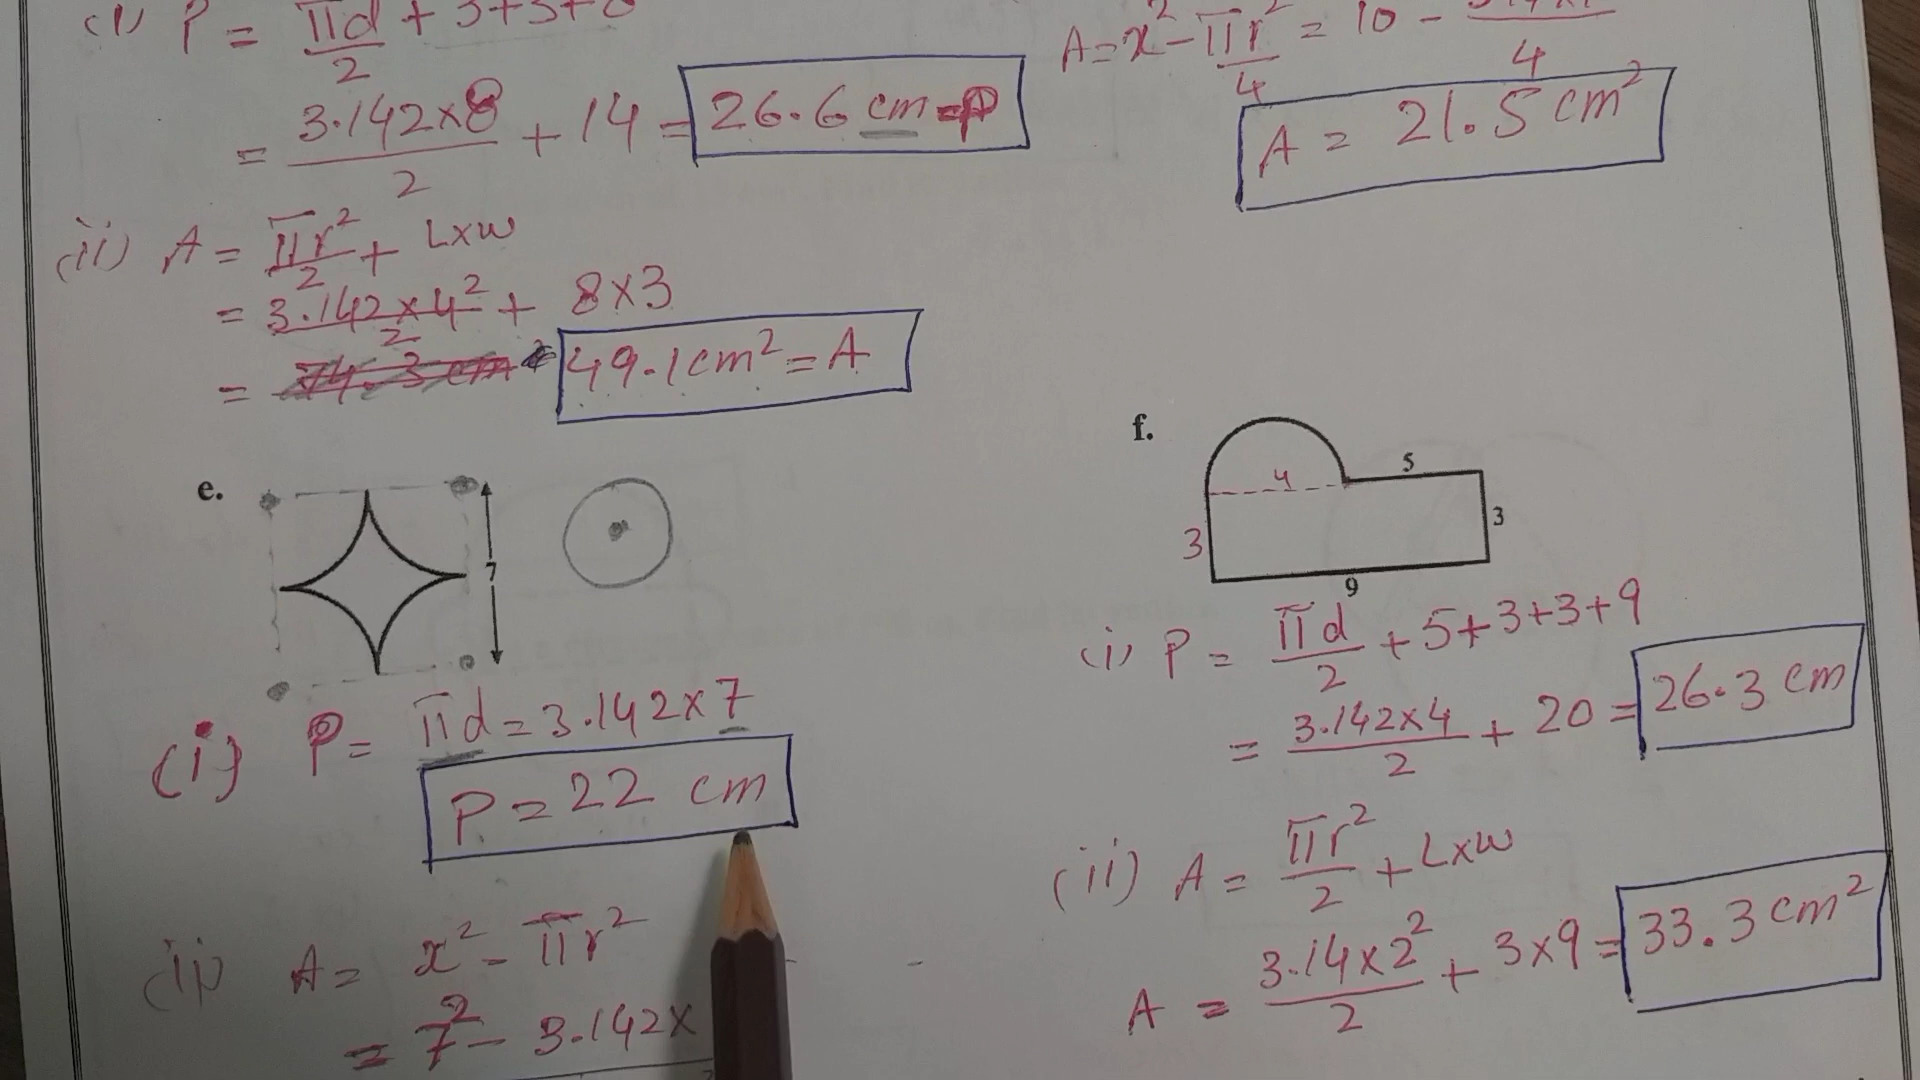 (i) P = πd/2 + 3+3+8
= 3.142×8/2 + 14 = 26.6 cm = P
(ii) A = πr²/2 + L×w
= 3.142×4²/2 + 8×3
= 49.1 cm² = A
A = x² - πr²/4 = 10 -
4
A = 21.5 cm²
e.
7
(i) P = πd = 3.142×7
P = 22 cm
(ii) A = x² - πr²
= 7² - 3.142×
f.
4
5
3
3
9
(i) P = πd/2 + 5+3+3+9
= 3.142×4/2 + 20 = 26.3 cm
(ii) A = πr²/2 + L×w
A = 3.14×2²/2 + 3×9 = 33.3 cm²